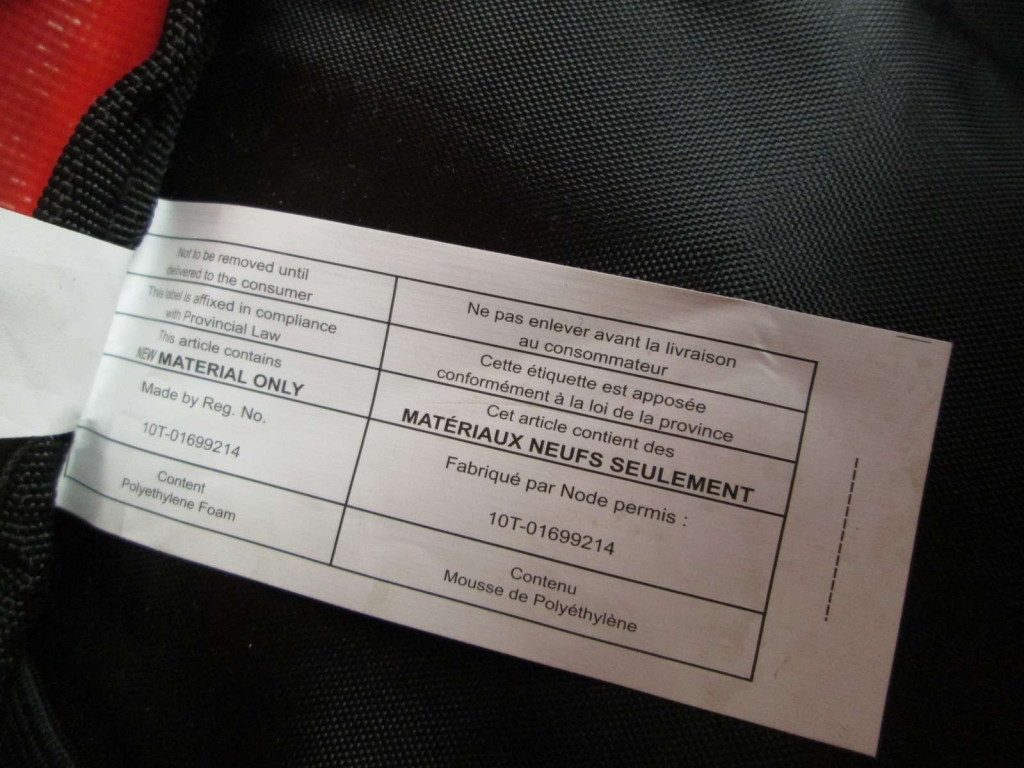 Not to be removed until
delivered to the consumer
This label is affixed in compliance
with Provincial Law
This article contains
NEW MATERIAL ONLY
Made by Reg. No.
10T-01699214
Content
Polyethylene Foam
Ne pas enlever avant la livraison
au consommateur
Cette étiquette est apposée
conformément à la loi de la province
Cet article contient des
MATÉRIAUX NEUFS SEULEMENT
Fabriqué par Node permis :
10T-01699214
Contenu
Mousse de Polyéthylène